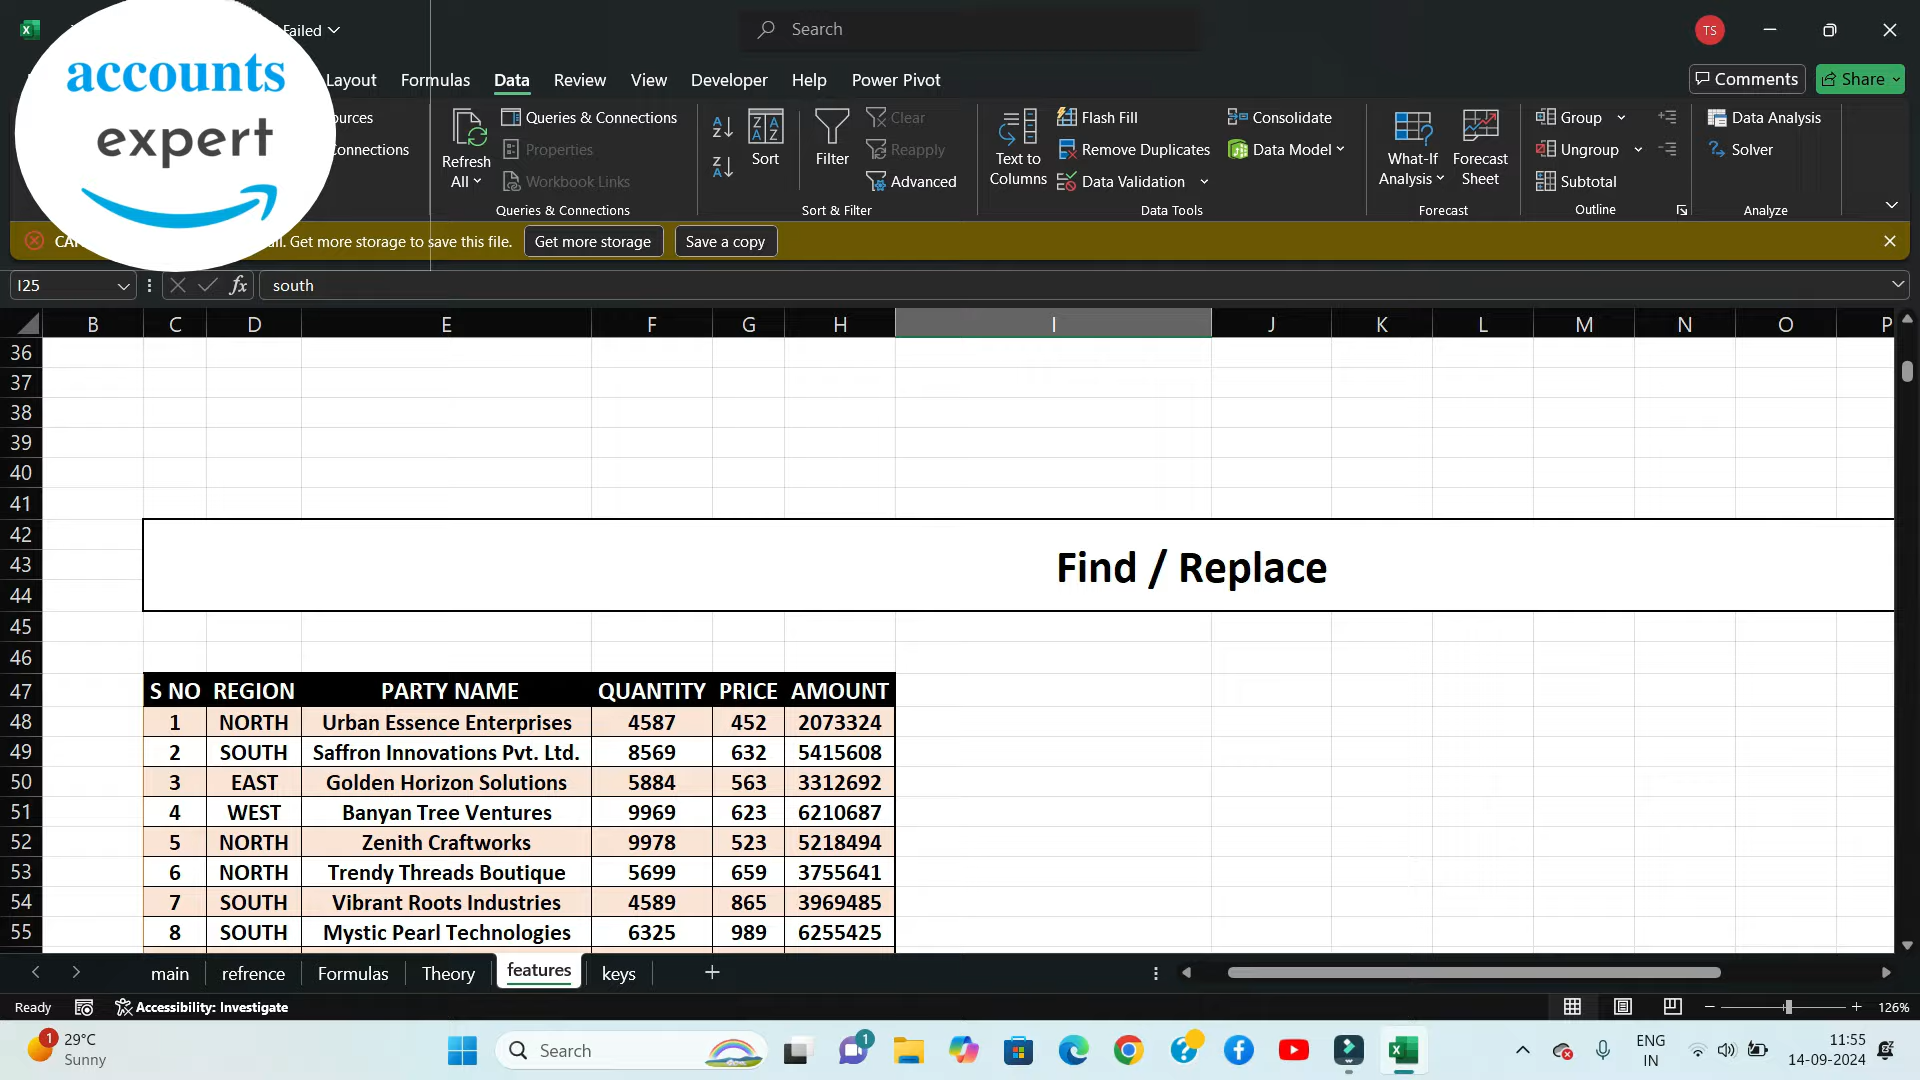 Failed
Search
TS
accounts
expert
Layout Formulas Data Review View Developer Help Power Pivot
Comments Share
Refresh All
Queries & Connections
Properties
Workbook Links
Queries & Connections
Sort
Filter
Clear
Reapply
Advanced
Sort & Filter
Text to Columns
Flash Fill
Remove Duplicates
Data Validation
Consolidate
Data Model
Data Tools
What-If Analysis
Forecast Sheet
Forecast
Group
Ungroup
Subtotal
Outline
Data Analysis
Solver
Analyze
Get more storage to save this file. Get more storage Save a copy
I25 fx south
B C D E F G H I J K L M N O P
36
37
38
39
40
41
42
43
44
Find / Replace
45
46
47 S NO REGION PARTY NAME QUANTITY PRICE AMOUNT
48 1 NORTH Urban Essence Enterprises 4587 452 2073324
49 2 SOUTH Saffron Innovations Pvt. Ltd. 8569 632 5415608
50 3 EAST Golden Horizon Solutions 5884 563 3312692
51 4 WEST Banyan Tree Ventures 9969 623 6210687
52 5 NORTH Zenith Craftworks 9978 523 5218494
53 6 NORTH Trendy Threads Boutique 5699 659 3755641
54 7 SOUTH Vibrant Roots Industries 4589 865 3969485
55 8 SOUTH Mystic Pearl Technologies 6325 989 6255425
main refrence Formulas Theory features keys
Ready Accessibility: Investigate 126%
29°C
Sunny
Search
ENG
IN
11:55
14-09-2024